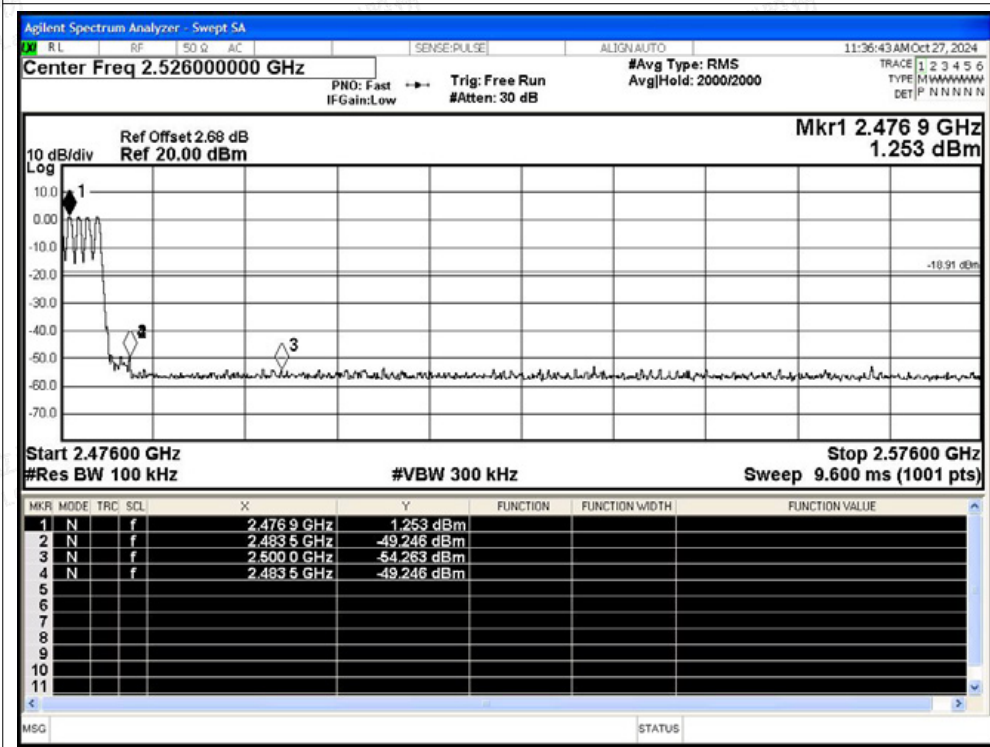 Agilent Spectrum Analyzer - Swept SA
RL RF 50 Ω AC SENSE:PULSE ALIGN AUTO 11:36:43 AM Oct 27, 2024
Center Freq 2.526000000 GHz
PNO: Fast
IFGain:Low
Trig: Free Run
#Atten: 30 dB
#Avg Type: RMS
Avg|Hold: 2000/2000
TRACE 1 2 3 4 5 6
TYPE M
DET P N N N N N
Mkr1 2.476 9 GHz
1.253 dBm
Ref Offset 2.68 dB
10 dB/div Ref 20.00 dBm
Log
10.0
0.00
-10.0
-20.0
-30.0
-40.0
-50.0
-60.0
-70.0
1
3
-18.91 dBm
Start 2.47600 GHz Stop 2.57600 GHz
#Res BW 100 kHz #VBW 300 kHz Sweep 9.600 ms (1001 pts)
MKR MODE TRC SCL X Y FUNCTION FUNCTION WIDTH FUNCTION VALUE
1 N f 2.476 9 GHz 1.253 dBm
2 N f 2.483 5 GHz -49.246 dBm
3 N f 2.500 0 GHz -54.263 dBm
4 N f 2.483 5 GHz -49.246 dBm
5
6
7
8
9
10
11
MSG STATUS